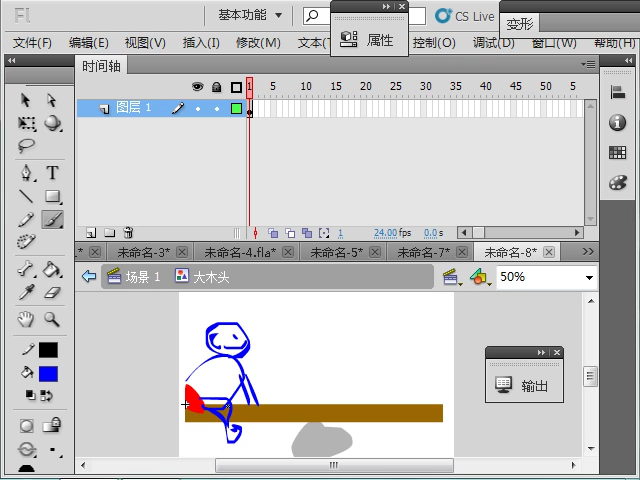 Fl 基本功能 CS Live 变形
文件(F) 编辑(E) 视图(V) 插入(I) 修改(M) 文本(T 控制(O) 调试(D) 窗口(W) 帮助(H)
属性
时间轴
1 5 10 15 20 25 30 35 40 45 50 5
图层 1
1 24.00 fps 0.0 s
未命名-3* 未命名-4.fla* 未命名-5* 未命名-7* 未命名-8*
场景 1 大木头 50%
输出